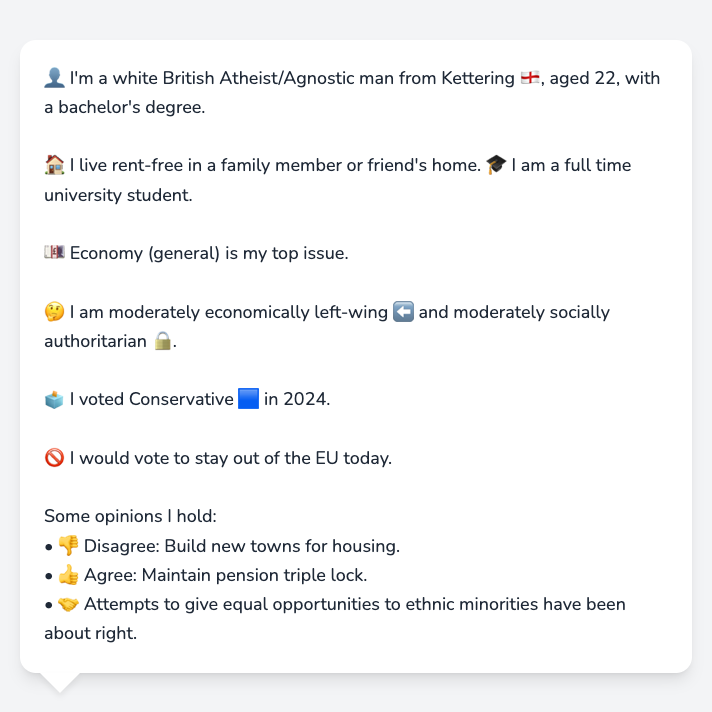 👤 I'm a white British Atheist/Agnostic man from Kettering 🏴󠁧󠁢󠁥󠁮󠁧󠁿, aged 22, with
a bachelor's degree.
🏠 I live rent-free in a family member or friend's home. 🎓 I am a full time
university student.
💷 Economy (general) is my top issue.
🤔 I am moderately economically left-wing ⬅️ and moderately socially
authoritarian 🔒.
🗳️ I voted Conservative 🟦 in 2024.
🚫 I would vote to stay out of the EU today.
Some opinions I hold:
• 👎 Disagree: Build new towns for housing.
• 👍 Agree: Maintain pension triple lock.
• 🤝 Attempts to give equal opportunities to ethnic minorities have been
about right.